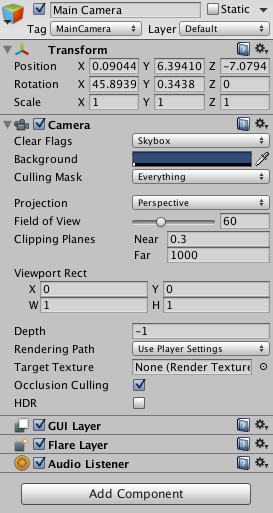 Main Camera Static
Tag MainCamera Layer Default
Transform
Position X 0.09044 Y 6.39410 Z -7.0794
Rotation X 45.8939 Y 0.3438 Z 0
Scale X 1 Y 1 Z 1
Camera
Clear Flags Skybox
Background
Culling Mask Everything
Projection Perspective
Field of View 60
Clipping Planes Near 0.3
Far 1000
Viewport Rect
X 0 Y 0
W 1 H 1
Depth -1
Rendering Path Use Player Settings
Target Texture None (Render Texture
Occlusion Culling
HDR
GUI Layer
Flare Layer
Audio Listener
Add Component